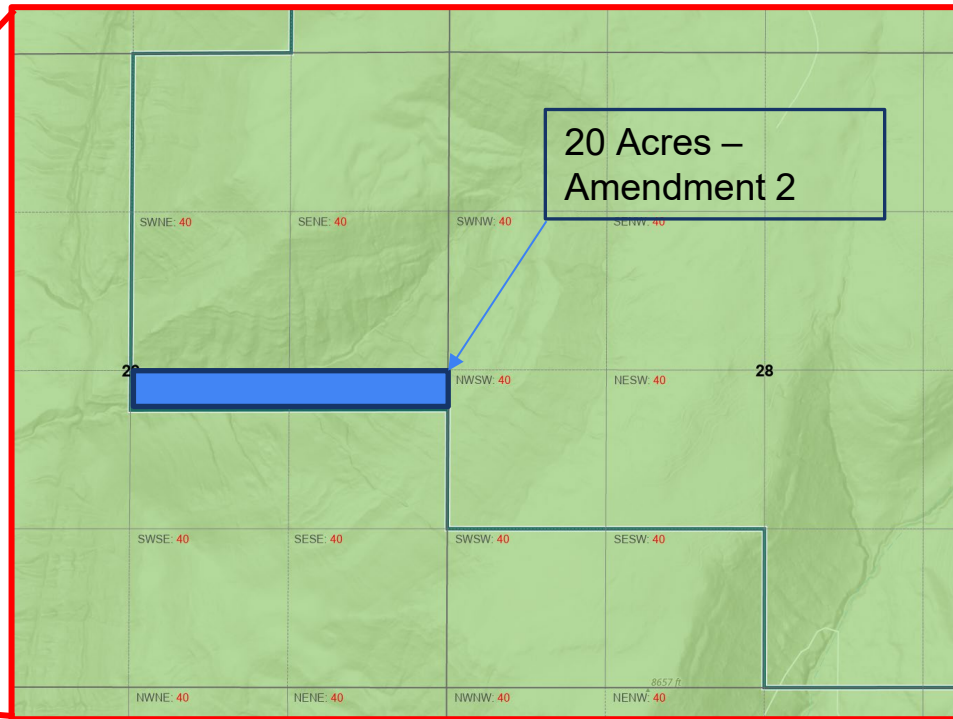 20 Acres –
Amendment 2
SWNE: 40
SENE: 40
SWNW: 40
SENW: 40
NWSW: 40
NESW: 40
28
SWSE: 40
SESE: 40
SWSW: 40
SESW: 40
8657 ft
NWNE: 40
NENE: 40
NWNW: 40
NENW: 40